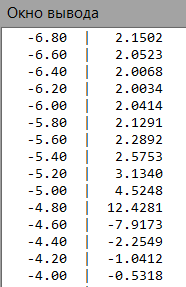 Окно вывода
-6.80 | 2.1502
-6.60 | 2.0523
-6.40 | 2.0068
-6.20 | 2.0034
-6.00 | 2.0414
-5.80 | 2.1291
-5.60 | 2.2892
-5.40 | 2.5753
-5.20 | 3.1340
-5.00 | 4.5248
-4.80 | 12.4281
-4.60 | -7.9173
-4.40 | -2.2549
-4.20 | -1.0412
-4.00 | -0.5318